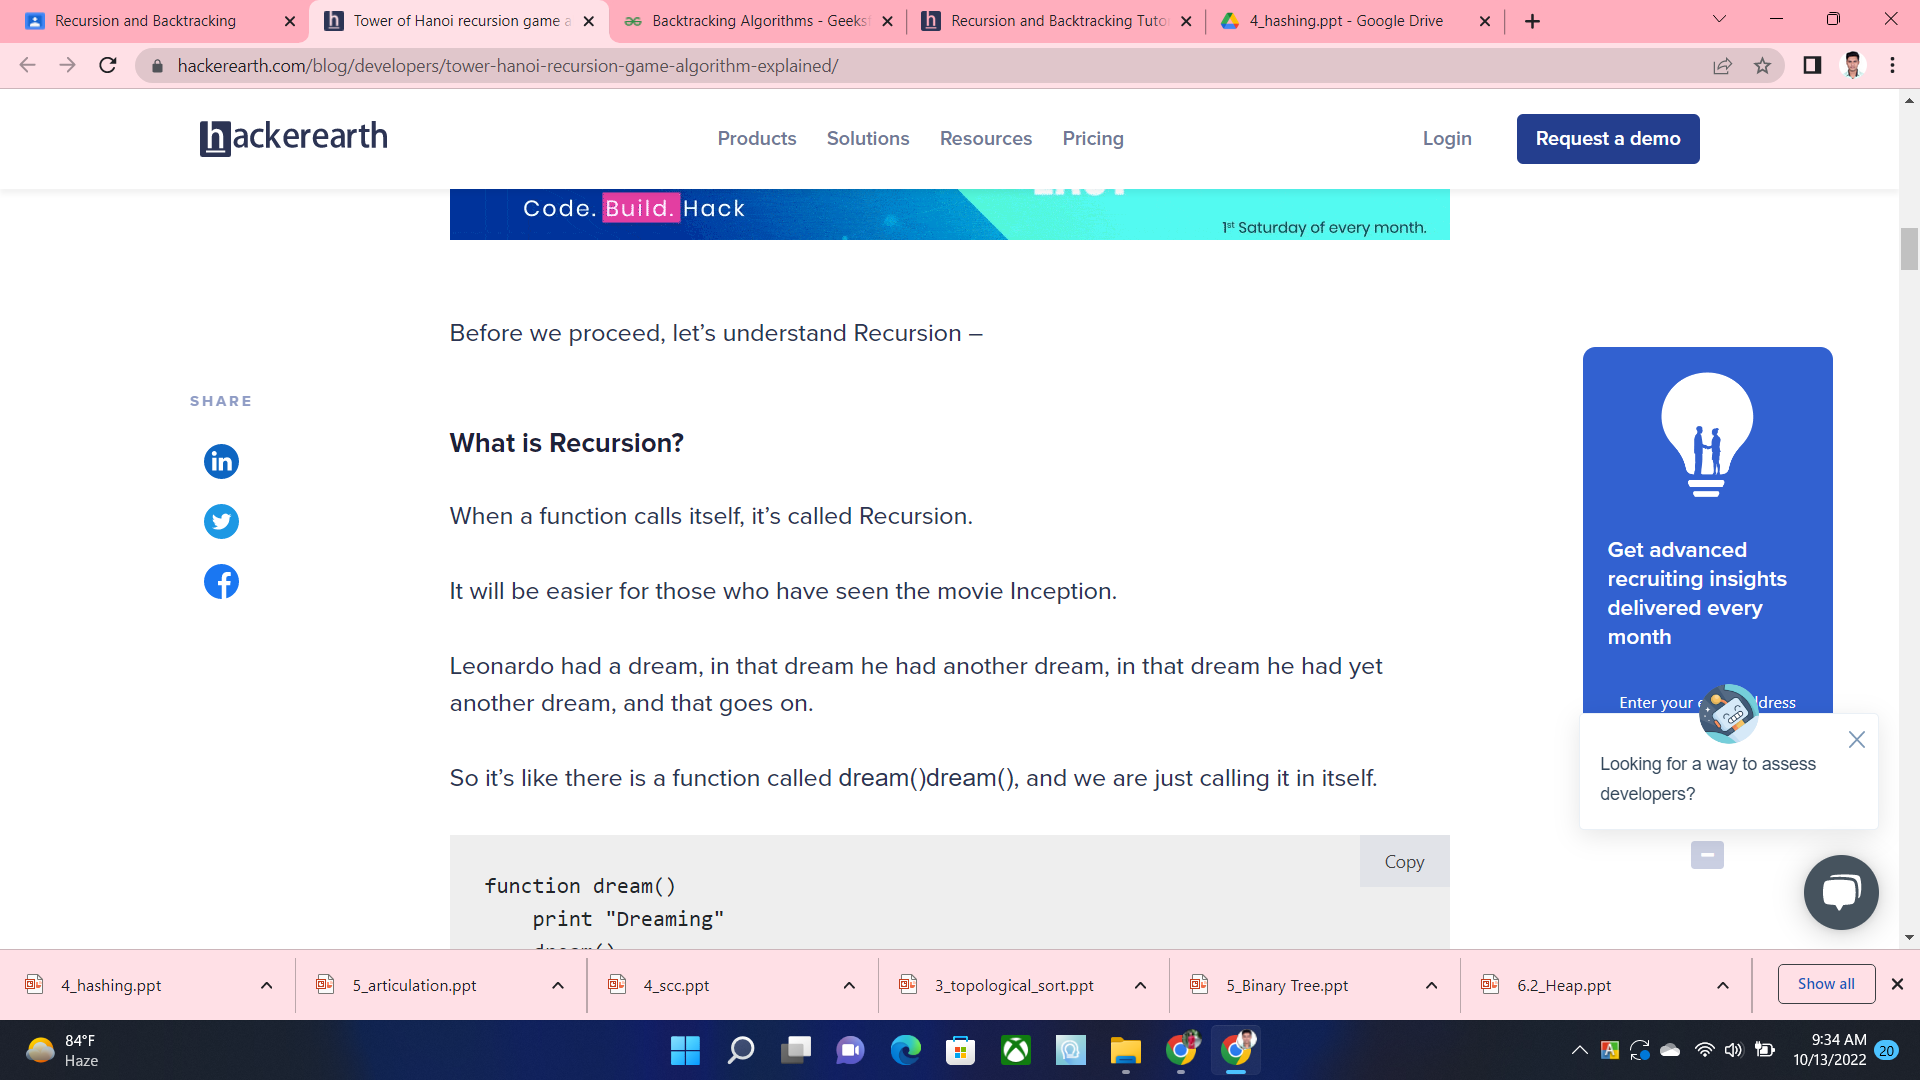 Recursion and Backtracking
Tower of Hanoi recursion game a
Backtracking Algorithms - Geeksf
Recursion and Backtracking Tuto
4_hashing.ppt - Google Drive
hackerearth.com/blog/developers/tower-hanoi-recursion-game-algorithm-explained/
hackerearth
Products
Solutions
Resources
Pricing
Login
Request a demo
Code. Build. Hack
1st Saturday of every month.
Before we proceed, let’s understand Recursion –
SHARE
What is Recursion?
When a function calls itself, it’s called Recursion.
It will be easier for those who have seen the movie Inception.
Leonardo had a dream, in that dream he had another dream, in that dream he had yet
another dream, and that goes on.
So it’s like there is a function called dream()dream(), and we are just calling it in itself.
Copy
function dream()
print "Dreaming"
dream()
Get advanced
recruiting insights
delivered every
month
Enter your e dress
Looking for a way to assess
developers?
4_hashing.ppt
5_articulation.ppt
4_scc.ppt
3_topological_sort.ppt
5_Binary Tree.ppt
6.2_Heap.ppt
Show all
84°F
Haze
9:34 AM
10/13/2022
20